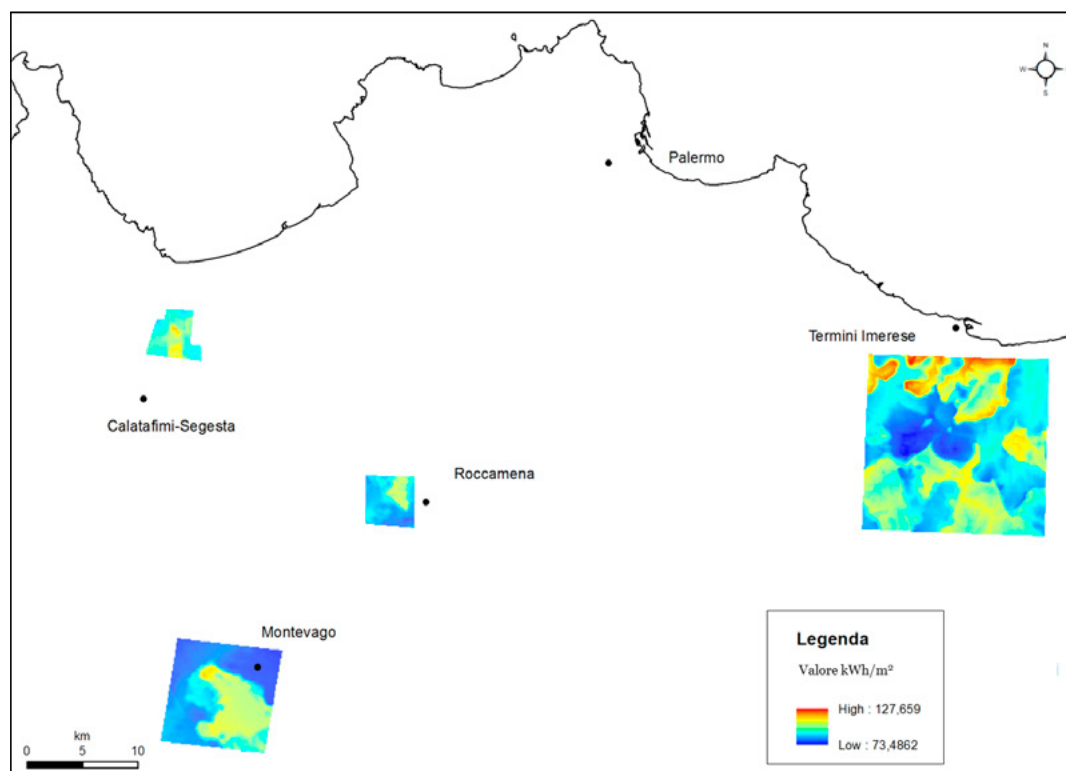 N
W
S
Palermo
Termini Imerese
Calatafimi-Segesta
Roccamena
Montevago
km
0 5 10
Legenda
Valore kWh/m²
High : 127,659
Low : 73,4862